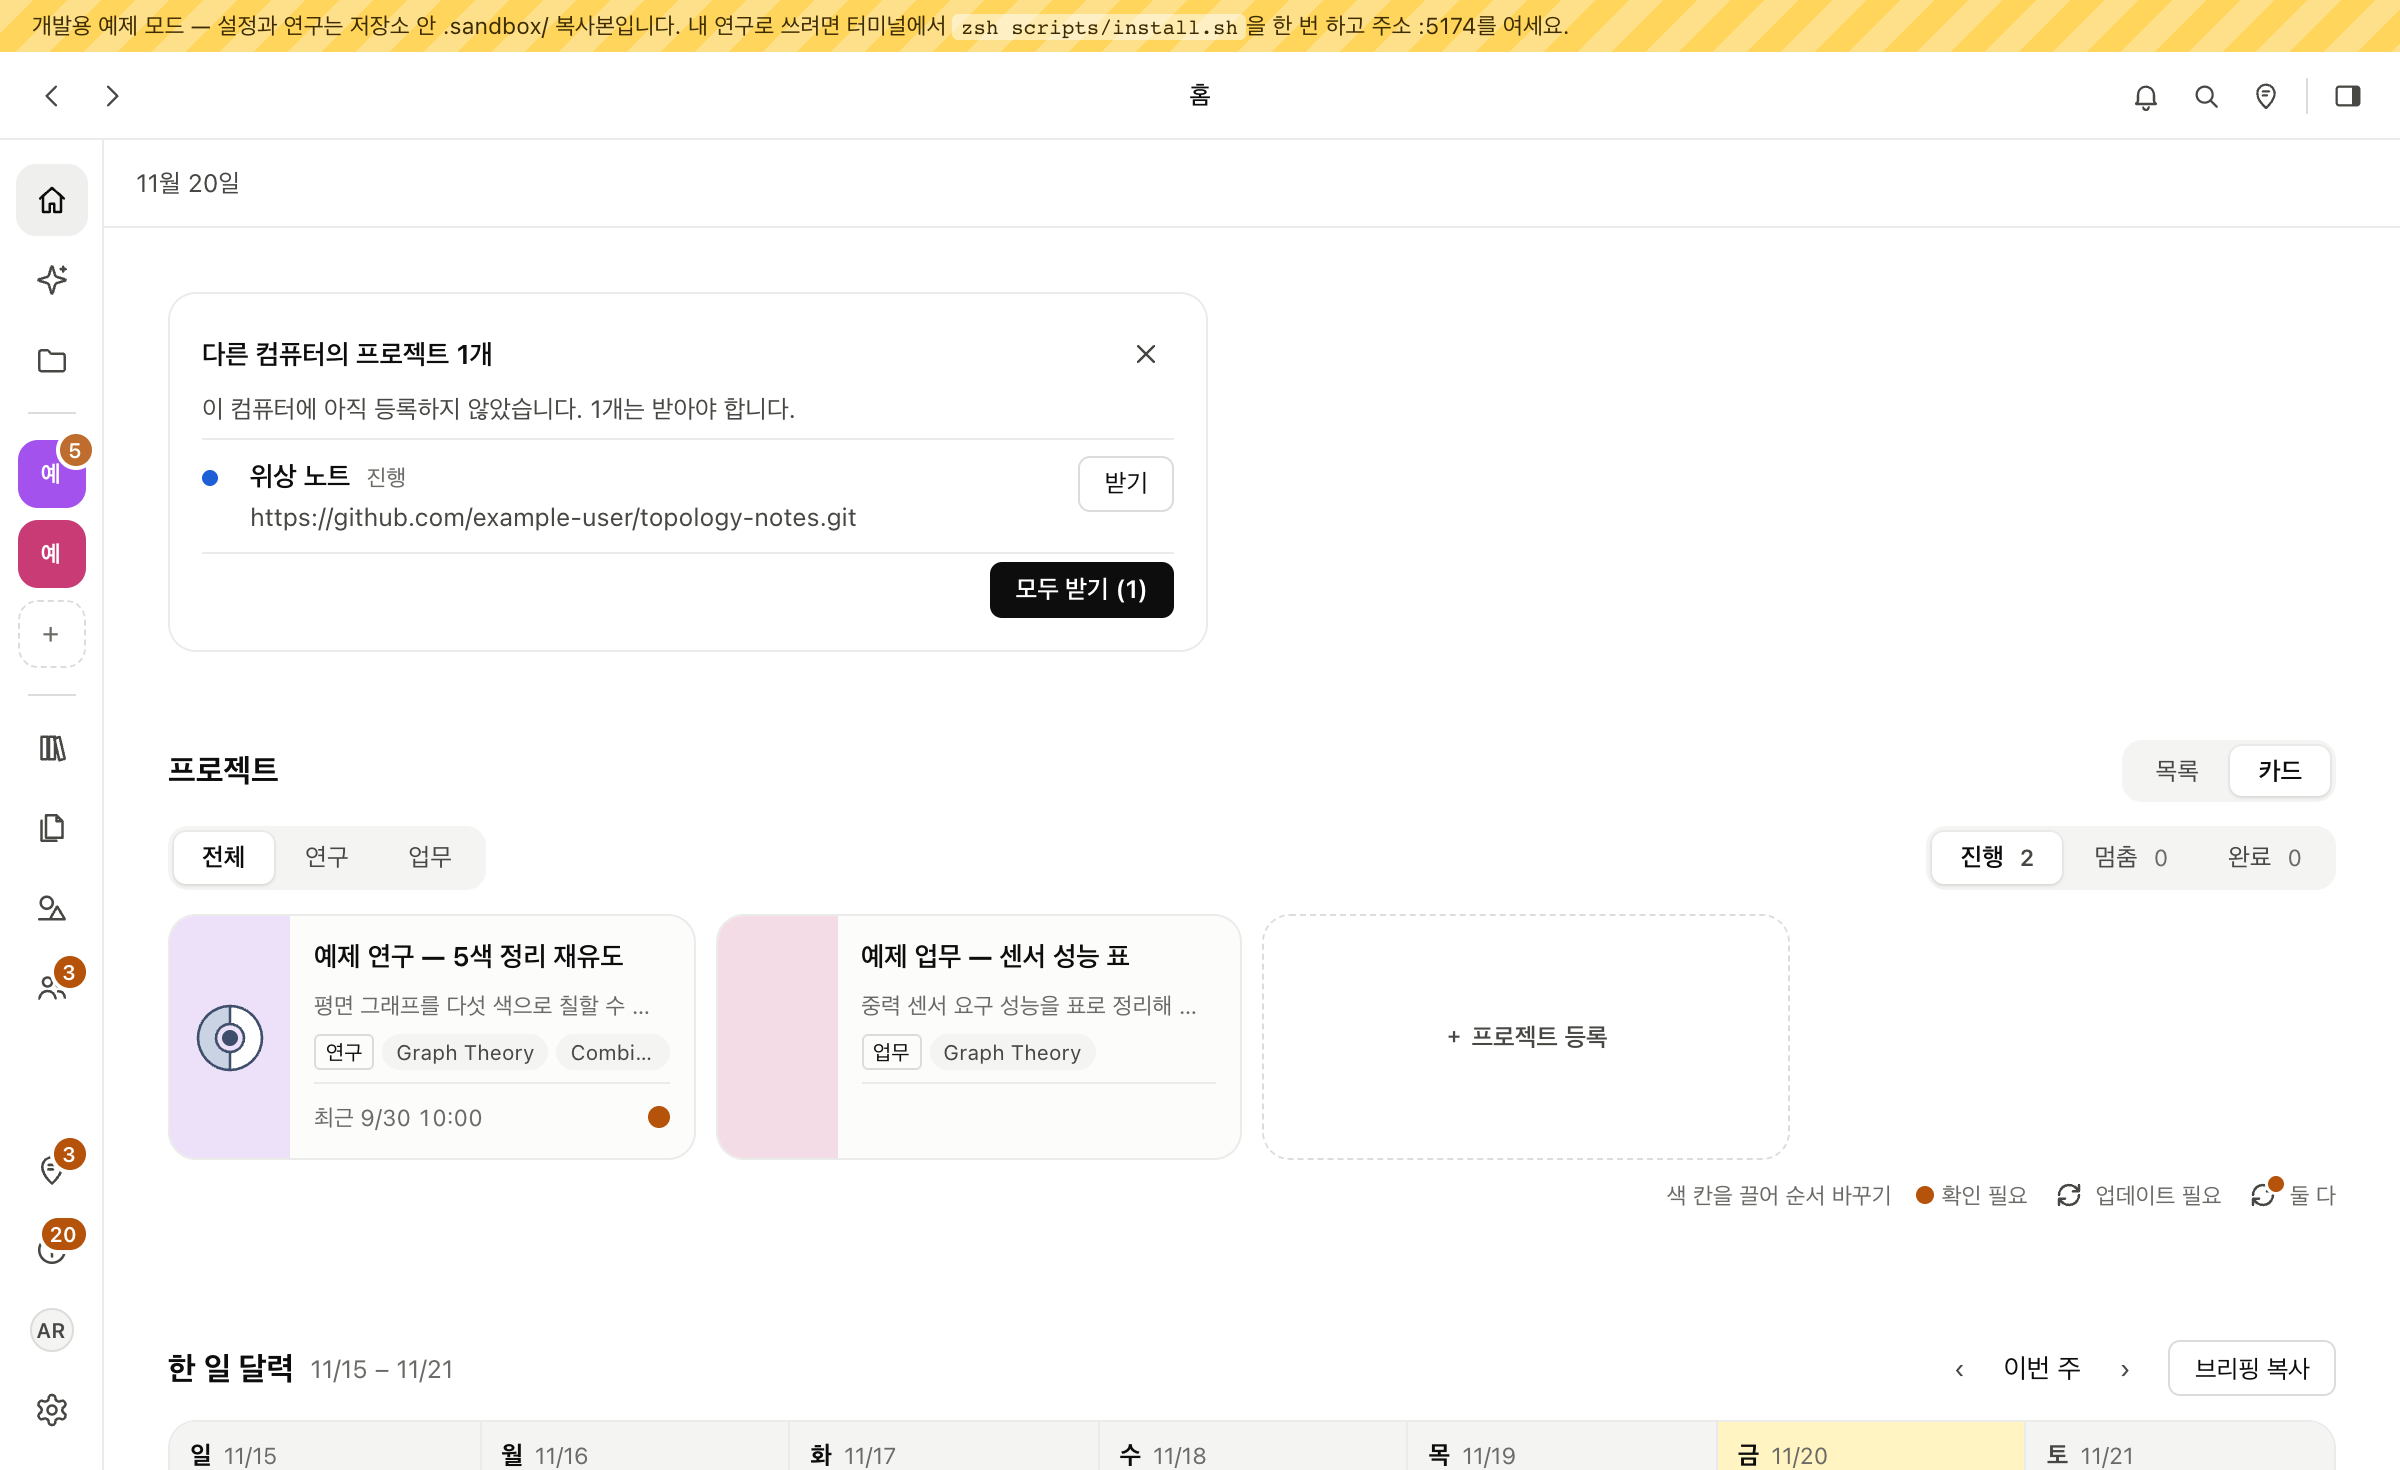 개발용 예제 모드 — 설정과 연구는 저장소 안 .sandbox/ 복사본입니다. 내 연구로 쓰려면 터미널에서 zsh scripts/install.sh을 한 번 하고 주소 :5174를 여세요.
홈
11월 20일
다른 컴퓨터의 프로젝트 1개
이 컴퓨터에 아직 등록하지 않았습니다. 1개는 받아야 합니다.
위상 노트 진행
받기
https://github.com/example-user/topology-notes.git
모두 받기 (1)
예 5
예
+
3
3
20
AR
프로젝트
목록 카드
전체 연구 업무
진행 2 멈춤 0 완료 0
예제 연구 — 5색 정리 재유도
평면 그래프를 다섯 색으로 칠할 수 ...
연구 Graph Theory Combi...
최근 9/30 10:00
예제 업무 — 센서 성능 표
중력 센서 요구 성능을 표로 정리해 ...
업무 Graph Theory
+ 프로젝트 등록
색 칸을 끌어 순서 바꾸기 확인 필요 업데이트 필요 둘 다
한 일 달력 11/15 – 11/21
‹ 이번 주 › 브리핑 복사
일 11/15 월 11/16 화 11/17 수 11/18 목 11/19 금 11/20 토 11/21